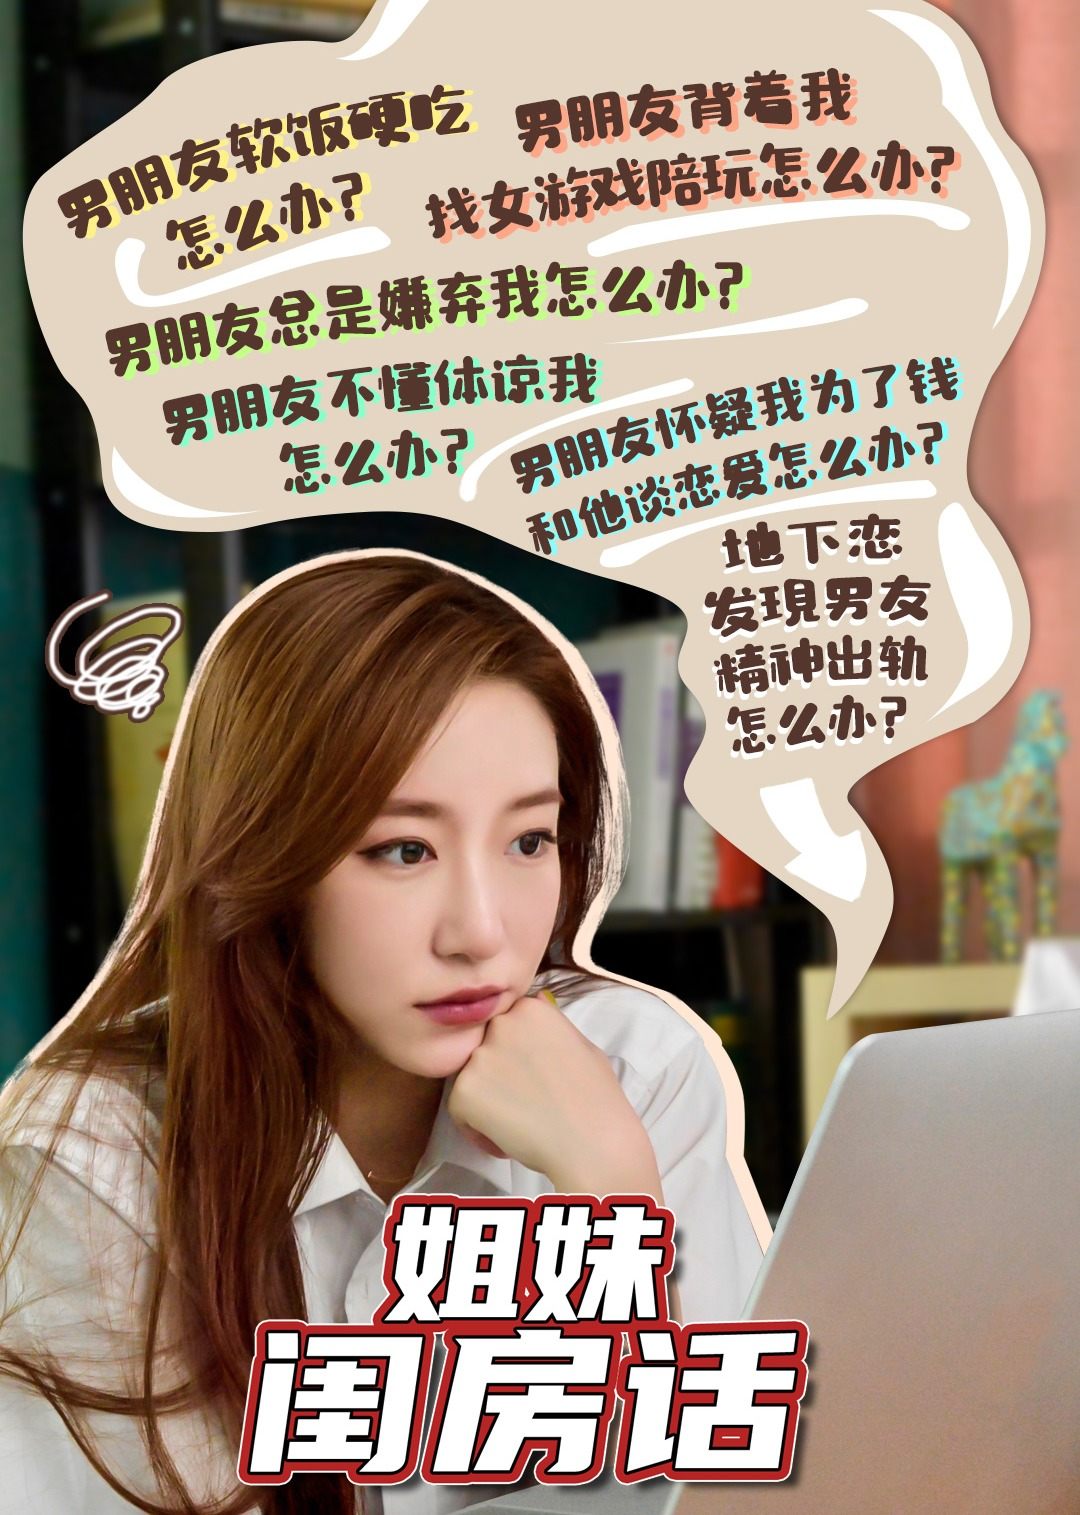 男朋友软饭硬吃
怎么办?
男朋友背着我
找女游戏陪玩怎么办?
男朋友总是嫌弃我怎么办?
男朋友不懂体谅我
怎么办?
男朋友怀疑我为了钱
和他谈恋爱怎么办?
地下恋
发現男友
精神出轨
怎么办?
姐妹
闺房话